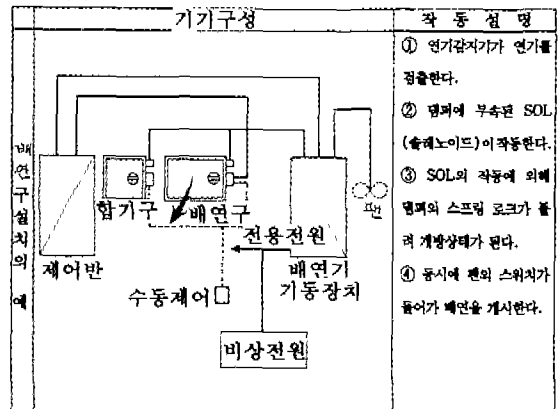 기기구성
작동설명
배연구설치의 예
제어반
합기구
배연구
전용전원
수동제어
비상전원
배연기
기동장치
팬
① 연기감지기가 연기를
검출한다.
② 댐퍼에 부속된 SOL
(솔레노이드)이 작동한다.
③ SOL의 작동에 의해
댐퍼의 스프링 로크가 풀
려 개방상태가 된다.
④ 동시에 팬의 스위치가
들어가 배연을 개시한다.